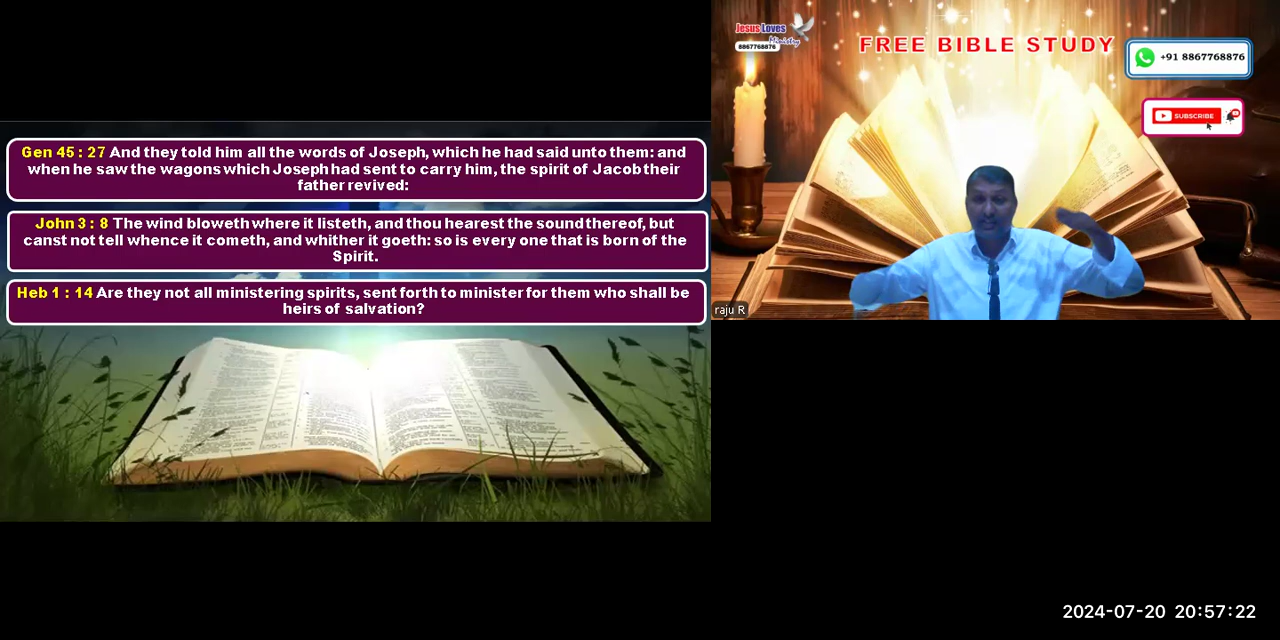 Gen 45 : 27 And they told him all the words of Joseph, which he had said unto them: and
when he saw the wagons which Joseph had sent to carry him, the spirit of Jacob their
father revived:
John 3 : 8 The wind bloweth where it listeth, and thou hearest the sound thereof, but
canst not tell whence it cometh, and whither it goeth: so is every one that is born of the
Spirit.
Heb 1 : 14 Are they not all ministering spirits, sent forth to minister for them who shall be
heirs of salvation?
Jesus Loves
Ministry
8867768876
FREE BIBLE STUDY
+91 8867768876
SUBSCRIBE
raju R
2024-07-20 20:57:22